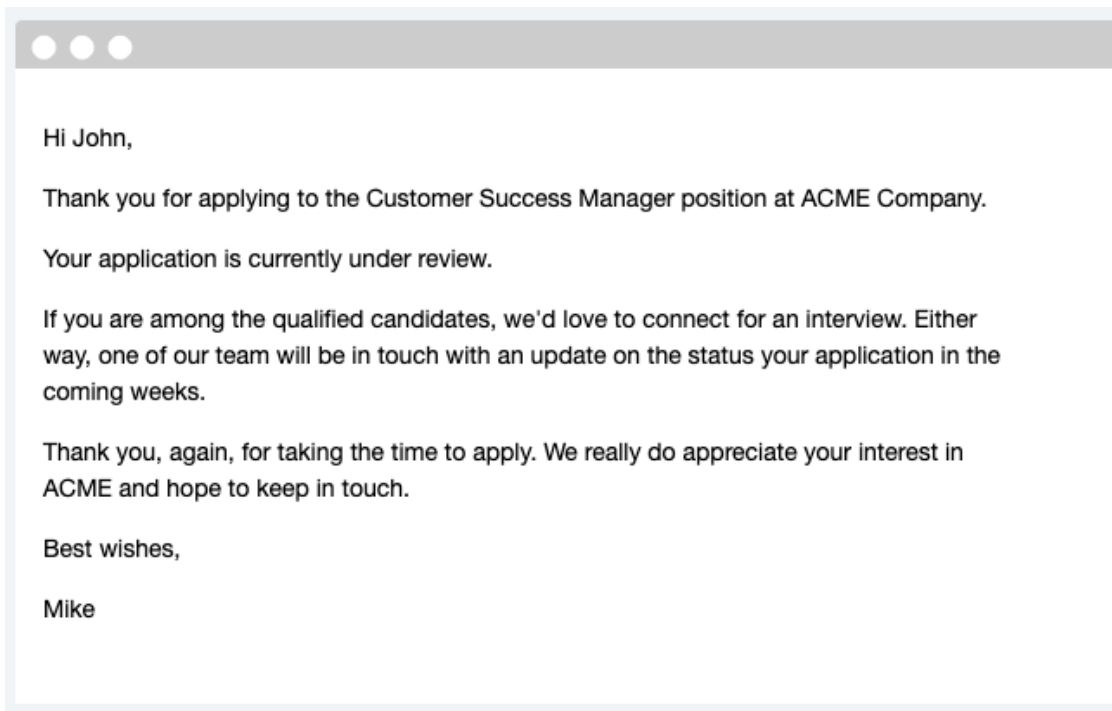 Hi John,
Thank you for applying to the Customer Success Manager position at ACME Company.
Your application is currently under review.
If you are among the qualified candidates, we'd love to connect for an interview. Either
way, one of our team will be in touch with an update on the status your application in the
coming weeks.
Thank you, again, for taking the time to apply. We really do appreciate your interest in
ACME and hope to keep in touch.
Best wishes,
Mike